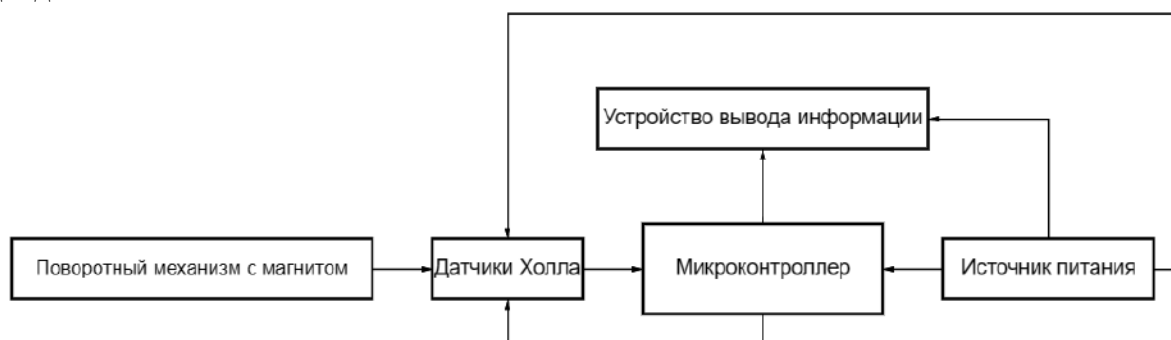 Устройство вывода информации
Поворотный механизм с магнитом
Датчики Холла
Микроконтроллер
Источник питания